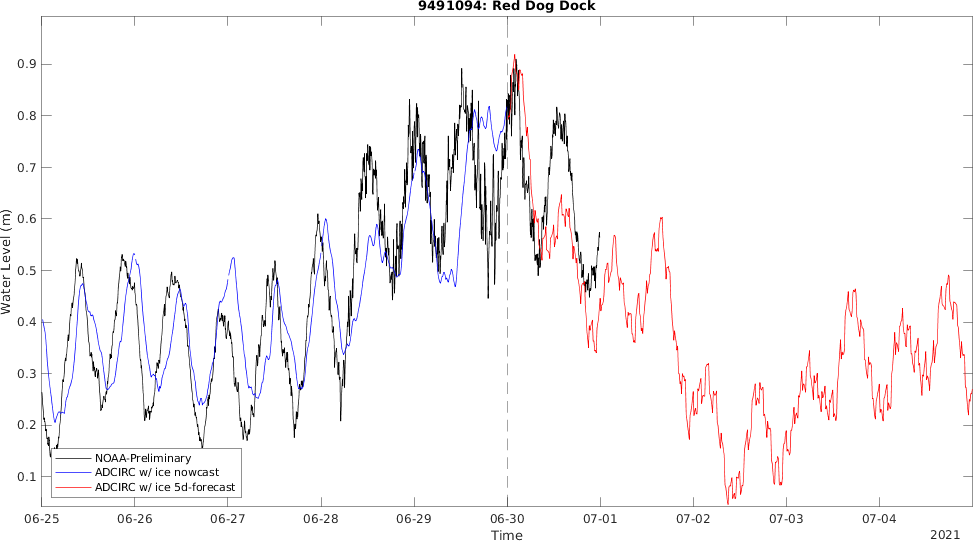 9491094: Red Dog Dock
Water Level (m)
0.9
0.8
0.7
0.6
0.5
0.4
0.3
0.2
0.1
NOAA-Preliminary
ADCIRC w/ ice nowcast
ADCIRC w/ ice 5d-forecast
06-25 06-26 06-27 06-28 06-29 06-30 07-01 07-02 07-03 07-04
Time
2021